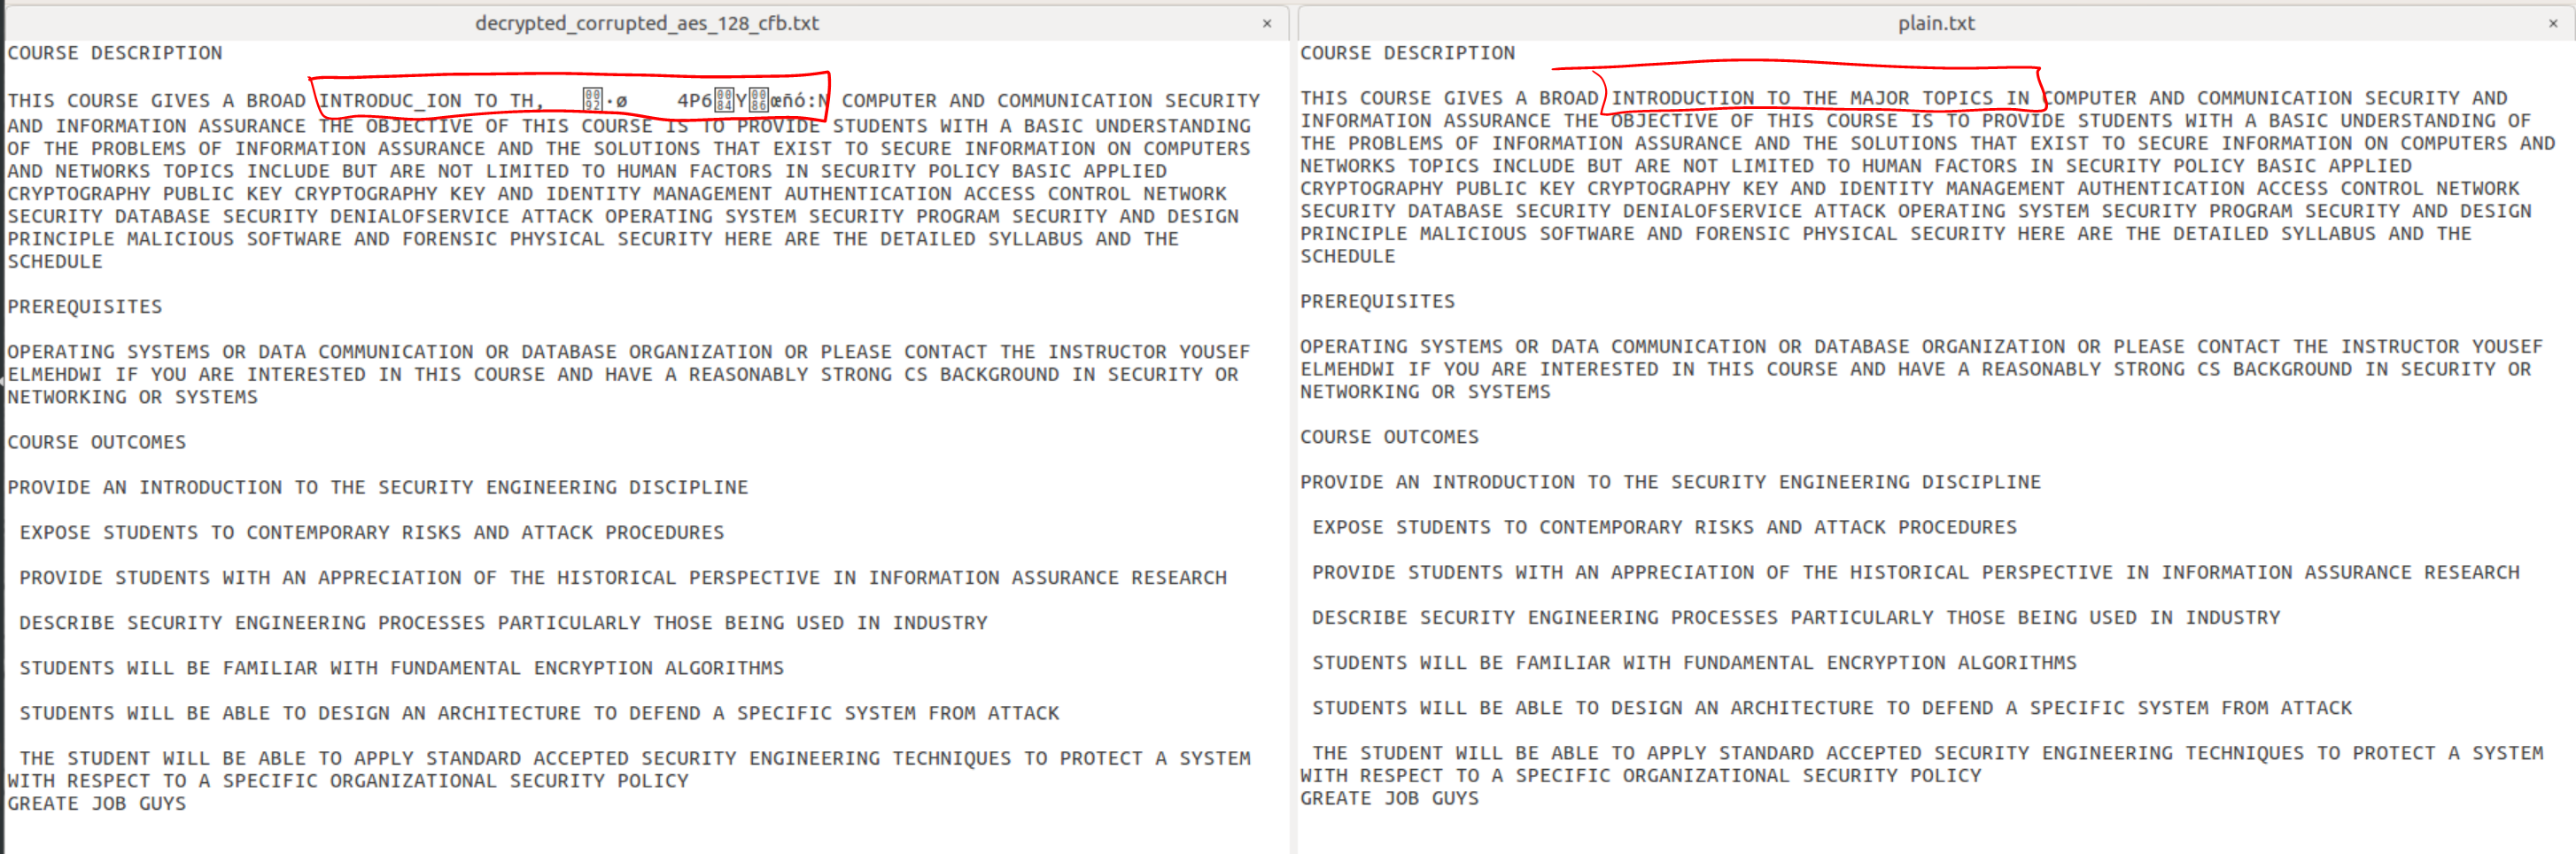 decrypted_corrupted_aes_128_cfb.txt ×
COURSE DESCRIPTION
THIS COURSE GIVES A BROAD INTRODUC_ION TO TH, 0092·ø 4P60084Y0086œñó:N COMPUTER AND COMMUNICATION SECURITY
AND INFORMATION ASSURANCE THE OBJECTIVE OF THIS COURSE IS TO PROVIDE STUDENTS WITH A BASIC UNDERSTANDING
OF THE PROBLEMS OF INFORMATION ASSURANCE AND THE SOLUTIONS THAT EXIST TO SECURE INFORMATION ON COMPUTERS
AND NETWORKS TOPICS INCLUDE BUT ARE NOT LIMITED TO HUMAN FACTORS IN SECURITY POLICY BASIC APPLIED
CRYPTOGRAPHY PUBLIC KEY CRYPTOGRAPHY KEY AND IDENTITY MANAGEMENT AUTHENTICATION ACCESS CONTROL NETWORK
SECURITY DATABASE SECURITY DENIALOFSERVICE ATTACK OPERATING SYSTEM SECURITY PROGRAM SECURITY AND DESIGN
PRINCIPLE MALICIOUS SOFTWARE AND FORENSIC PHYSICAL SECURITY HERE ARE THE DETAILED SYLLABUS AND THE
SCHEDULE
PREREQUISITES
OPERATING SYSTEMS OR DATA COMMUNICATION OR DATABASE ORGANIZATION OR PLEASE CONTACT THE INSTRUCTOR YOUSEF
ELMEHDWI IF YOU ARE INTERESTED IN THIS COURSE AND HAVE A REASONABLY STRONG CS BACKGROUND IN SECURITY OR
NETWORKING OR SYSTEMS
COURSE OUTCOMES
PROVIDE AN INTRODUCTION TO THE SECURITY ENGINEERING DISCIPLINE
EXPOSE STUDENTS TO CONTEMPORARY RISKS AND ATTACK PROCEDURES
PROVIDE STUDENTS WITH AN APPRECIATION OF THE HISTORICAL PERSPECTIVE IN INFORMATION ASSURANCE RESEARCH
DESCRIBE SECURITY ENGINEERING PROCESSES PARTICULARLY THOSE BEING USED IN INDUSTRY
STUDENTS WILL BE FAMILIAR WITH FUNDAMENTAL ENCRYPTION ALGORITHMS
STUDENTS WILL BE ABLE TO DESIGN AN ARCHITECTURE TO DEFEND A SPECIFIC SYSTEM FROM ATTACK
THE STUDENT WILL BE ABLE TO APPLY STANDARD ACCEPTED SECURITY ENGINEERING TECHNIQUES TO PROTECT A SYSTEM
WITH RESPECT TO A SPECIFIC ORGANIZATIONAL SECURITY POLICY
GREATE JOB GUYS
plain.txt ×
COURSE DESCRIPTION
THIS COURSE GIVES A BROAD INTRODUCTION TO THE MAJOR TOPICS IN COMPUTER AND COMMUNICATION SECURITY AND
INFORMATION ASSURANCE THE OBJECTIVE OF THIS COURSE IS TO PROVIDE STUDENTS WITH A BASIC UNDERSTANDING OF
THE PROBLEMS OF INFORMATION ASSURANCE AND THE SOLUTIONS THAT EXIST TO SECURE INFORMATION ON COMPUTERS AND
NETWORKS TOPICS INCLUDE BUT ARE NOT LIMITED TO HUMAN FACTORS IN SECURITY POLICY BASIC APPLIED
CRYPTOGRAPHY PUBLIC KEY CRYPTOGRAPHY KEY AND IDENTITY MANAGEMENT AUTHENTICATION ACCESS CONTROL NETWORK
SECURITY DATABASE SECURITY DENIALOFSERVICE ATTACK OPERATING SYSTEM SECURITY PROGRAM SECURITY AND DESIGN
PRINCIPLE MALICIOUS SOFTWARE AND FORENSIC PHYSICAL SECURITY HERE ARE THE DETAILED SYLLABUS AND THE
SCHEDULE
PREREQUISITES
OPERATING SYSTEMS OR DATA COMMUNICATION OR DATABASE ORGANIZATION OR PLEASE CONTACT THE INSTRUCTOR YOUSEF
ELMEHDWI IF YOU ARE INTERESTED IN THIS COURSE AND HAVE A REASONABLY STRONG CS BACKGROUND IN SECURITY OR
NETWORKING OR SYSTEMS
COURSE OUTCOMES
PROVIDE AN INTRODUCTION TO THE SECURITY ENGINEERING DISCIPLINE
EXPOSE STUDENTS TO CONTEMPORARY RISKS AND ATTACK PROCEDURES
PROVIDE STUDENTS WITH AN APPRECIATION OF THE HISTORICAL PERSPECTIVE IN INFORMATION ASSURANCE RESEARCH
DESCRIBE SECURITY ENGINEERING PROCESSES PARTICULARLY THOSE BEING USED IN INDUSTRY
STUDENTS WILL BE FAMILIAR WITH FUNDAMENTAL ENCRYPTION ALGORITHMS
STUDENTS WILL BE ABLE TO DESIGN AN ARCHITECTURE TO DEFEND A SPECIFIC SYSTEM FROM ATTACK
THE STUDENT WILL BE ABLE TO APPLY STANDARD ACCEPTED SECURITY ENGINEERING TECHNIQUES TO PROTECT A SYSTEM
WITH RESPECT TO A SPECIFIC ORGANIZATIONAL SECURITY POLICY
GREATE JOB GUYS